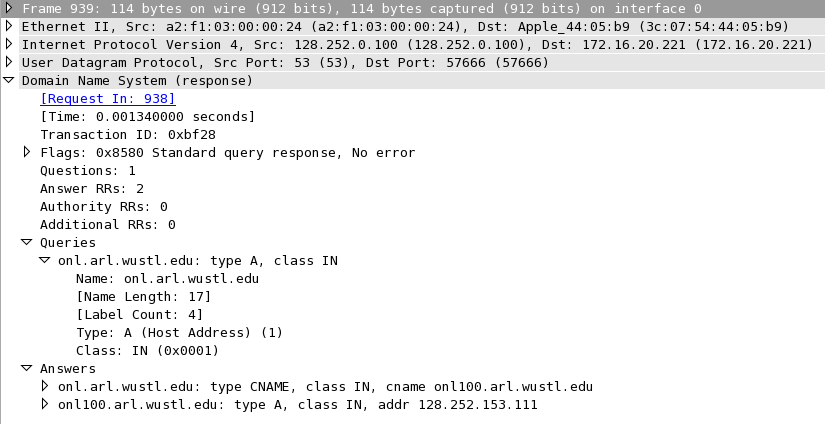 Frame 939: 114 bytes on wire (912 bits), 114 bytes captured (912 bits) on interface 0
Ethernet II, Src: a2:f1:03:00:00:24 (a2:f1:03:00:00:24), Dst: Apple_44:05:b9 (3c:07:54:44:05:b9)
Internet Protocol Version 4, Src: 128.252.0.100 (128.252.0.100), Dst: 172.16.20.221 (172.16.20.221)
User Datagram Protocol, Src Port: 53 (53), Dst Port: 57666 (57666)
Domain Name System (response)
[Request In: 938]
[Time: 0.001340000 seconds]
Transaction ID: 0xbf28
Flags: 0x8580 Standard query response, No error
Questions: 1
Answer RRs: 2
Authority RRs: 0
Additional RRs: 0
Queries
onl.arl.wustl.edu: type A, class IN
Name: onl.arl.wustl.edu
[Name Length: 17]
[Label Count: 4]
Type: A (Host Address) (1)
Class: IN (0x0001)
Answers
onl.arl.wustl.edu: type CNAME, class IN, cname onl100.arl.wustl.edu
onl100.arl.wustl.edu: type A, class IN, addr 128.252.153.111